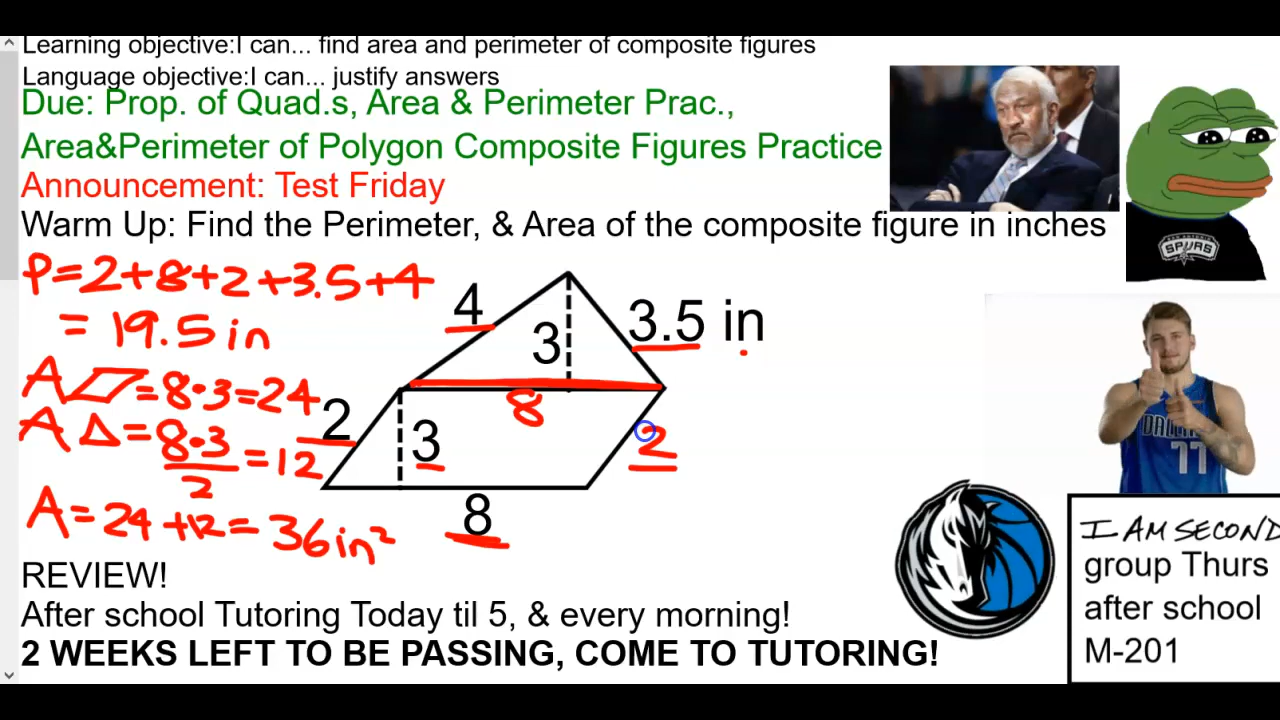 Learning objective:I can... find area and perimeter of composite figures
Language objective:I can... justify answers
Due: Prop. of Quad.s, Area & Perimeter Prac.,
Area&Perimeter of Polygon Composite Figures Practice
Announcement: Test Friday
Warm Up: Find the Perimeter, & Area of the composite figure in inches
SAN ANTONIO
SPURS
P=2+8+2+3.5+4
= 19.5 in
A▱=8•3=24
A△=8•3/2=12
A=24+12=36in²
4
3
3.5 in
8
2
3
2
8
DALLAS
77
I AM SECOND
group Thurs
after school
M-201
REVIEW!
After school Tutoring Today til 5, & every morning!
2 WEEKS LEFT TO BE PASSING, COME TO TUTORING!